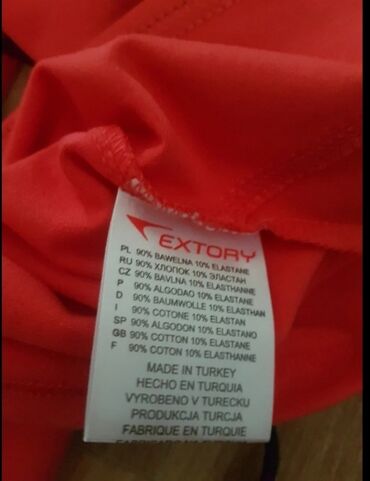 EXTORY
PL 90% BAWELNA 10% ELASTANE
RU 90% ХЛОПОК 10% ЭЛАСТАН
CZ 90% BAVLNA 10% ELASTHANNE
P 90% ALGODAO 10% ELASTANE
D 90% BAUMWOLLE 10% ELASTHAN
I 90% COTONE 10% ELASTAN
SP 90% ALGODON 10% ELASTANO
GB 90% COTTON 10% ELASTANE
F 90% COTON 10% ELASTHANNE
MADE IN TURKEY
HECHO EN TURQUIA
VYROBENO V TURECKU
PRODUKCJA TURCJA
FABRIQUE EN TURQUIE